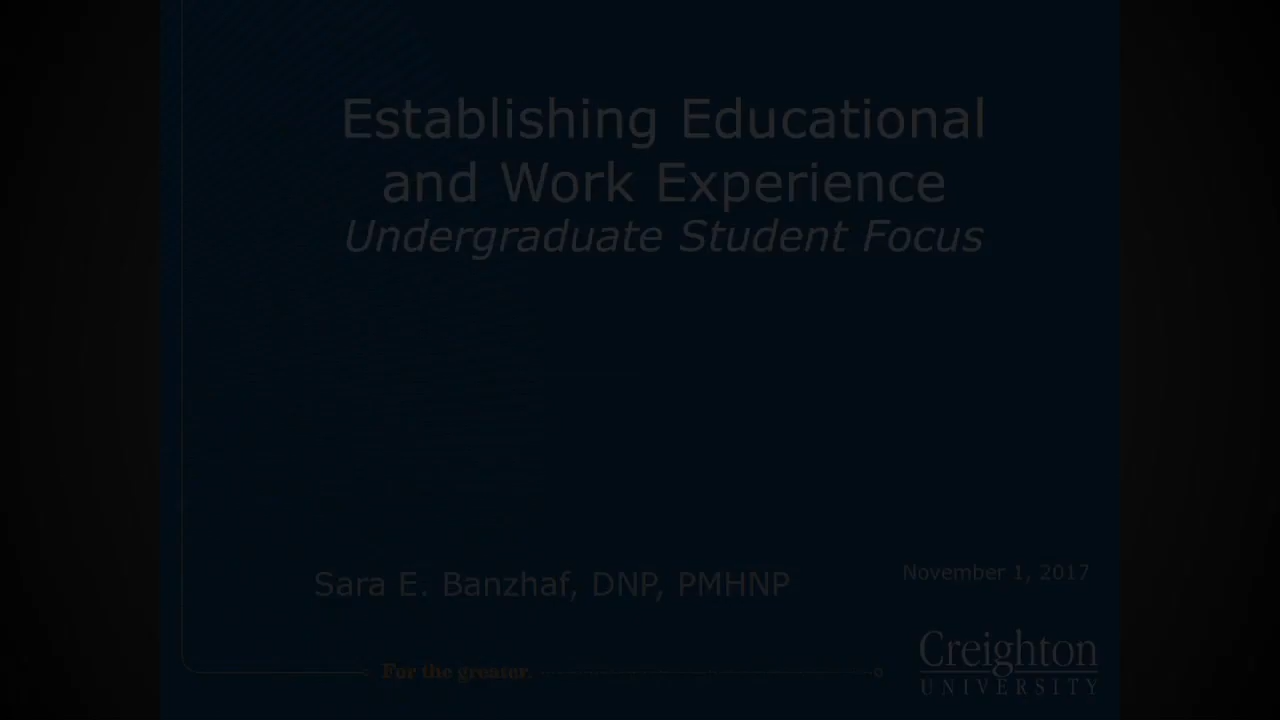 Establishing Educational
and Work Experience
Undergraduate Student Focus
Sara E. Banzhaf, DNP, PMHNP
November 1, 2017
For the greater.
Creighton
UNIVERSITY